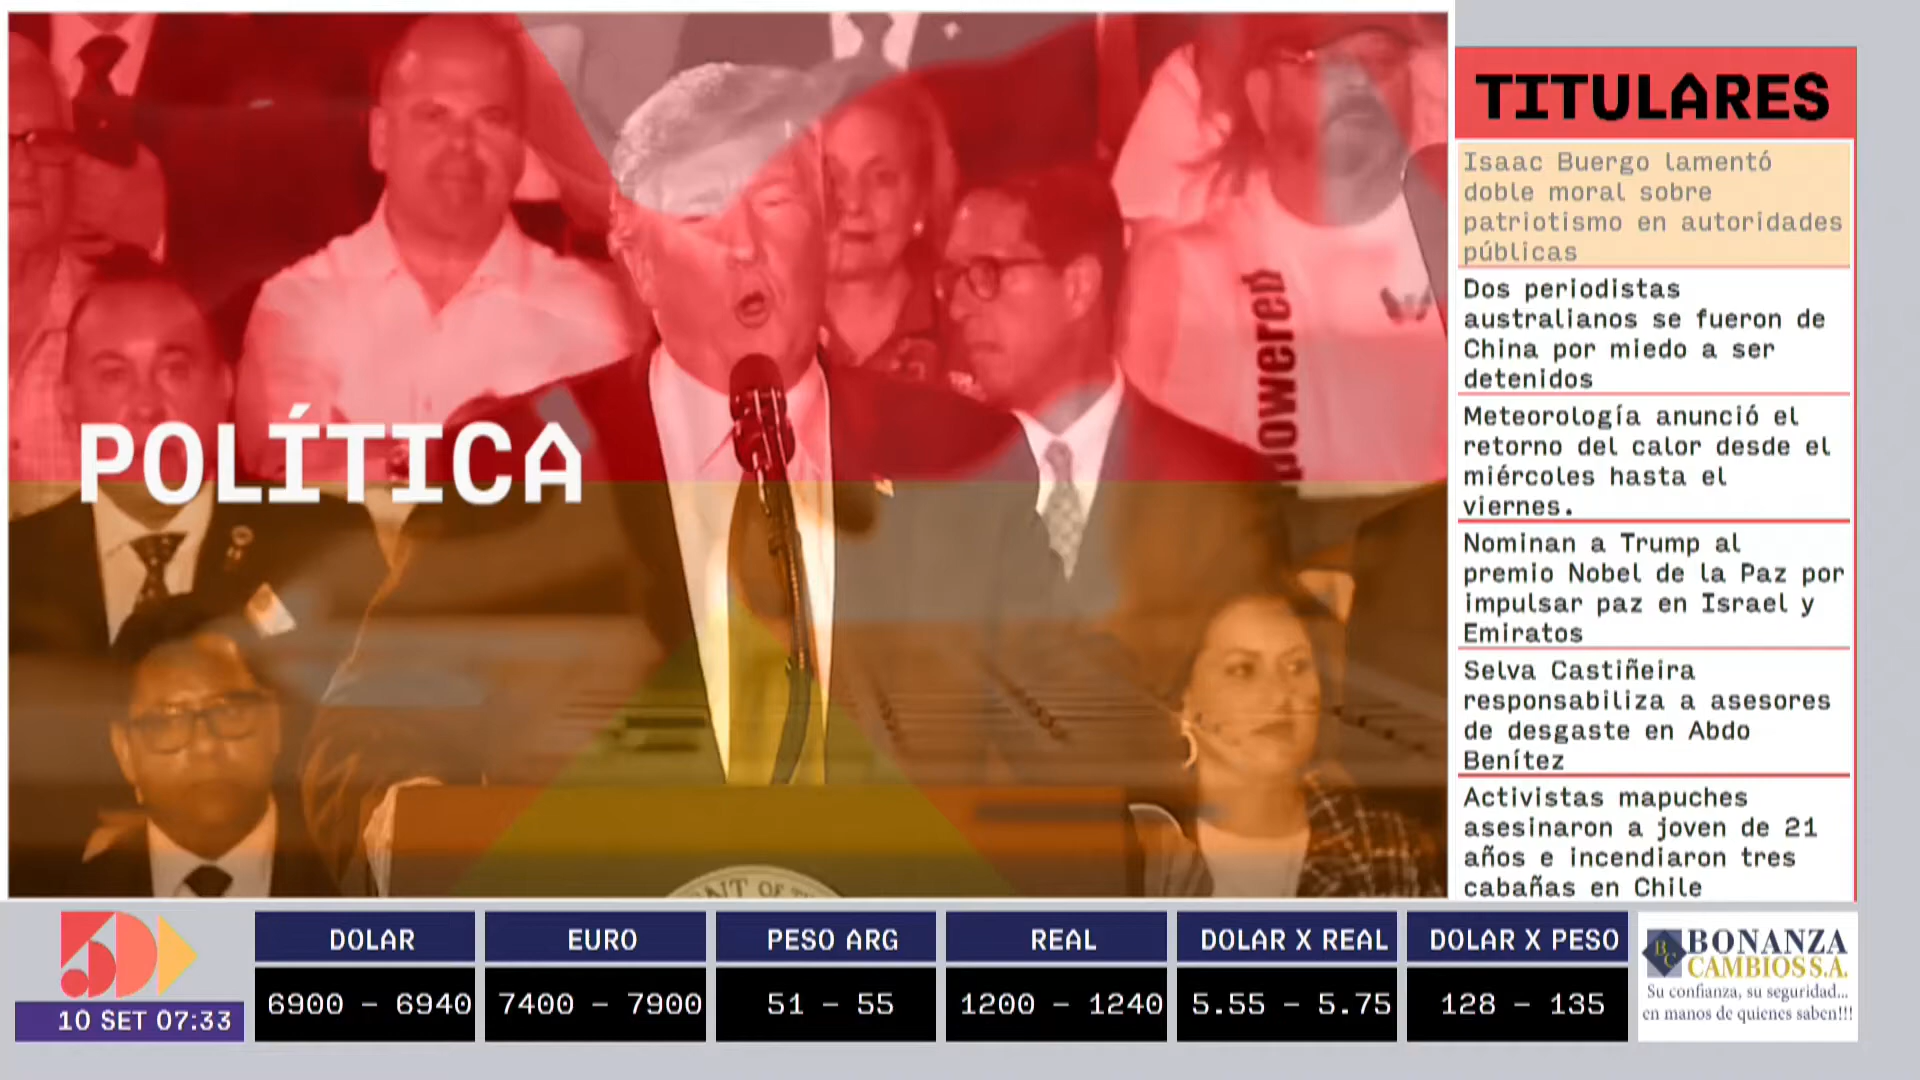 TITULARES
Isaac Buergo lamentó
doble moral sobre
patriotismo en autoridades
públicas
Dos periodistas
australianos se fueron de
China por miedo a ser
detenidos
Meteorología anunció el
retorno del calor desde el
miércoles hasta el
viernes.
Nominan a Trump al
premio Nobel de la Paz por
impulsar paz en Israel y
Emiratos
Selva Castiñeira
responsabiliza a asesores
de desgaste en Abdo
Benítez
Activistas mapuches
asesinaron a joven de 21
años e incendiaron tres
cabañas en Chile
powered
POLÍTICA
5D
10 SET 07:33
DOLAR
6900 - 6940
EURO
7400 - 7900
PESO ARG
51 - 55
REAL
1200 - 1240
DOLAR X REAL
5.55 - 5.75
DOLAR X PESO
128 - 135
BC
BONANZA
CAMBIOS S.A.
Su confianza, su seguridad...
en manos de quienes saben!!!